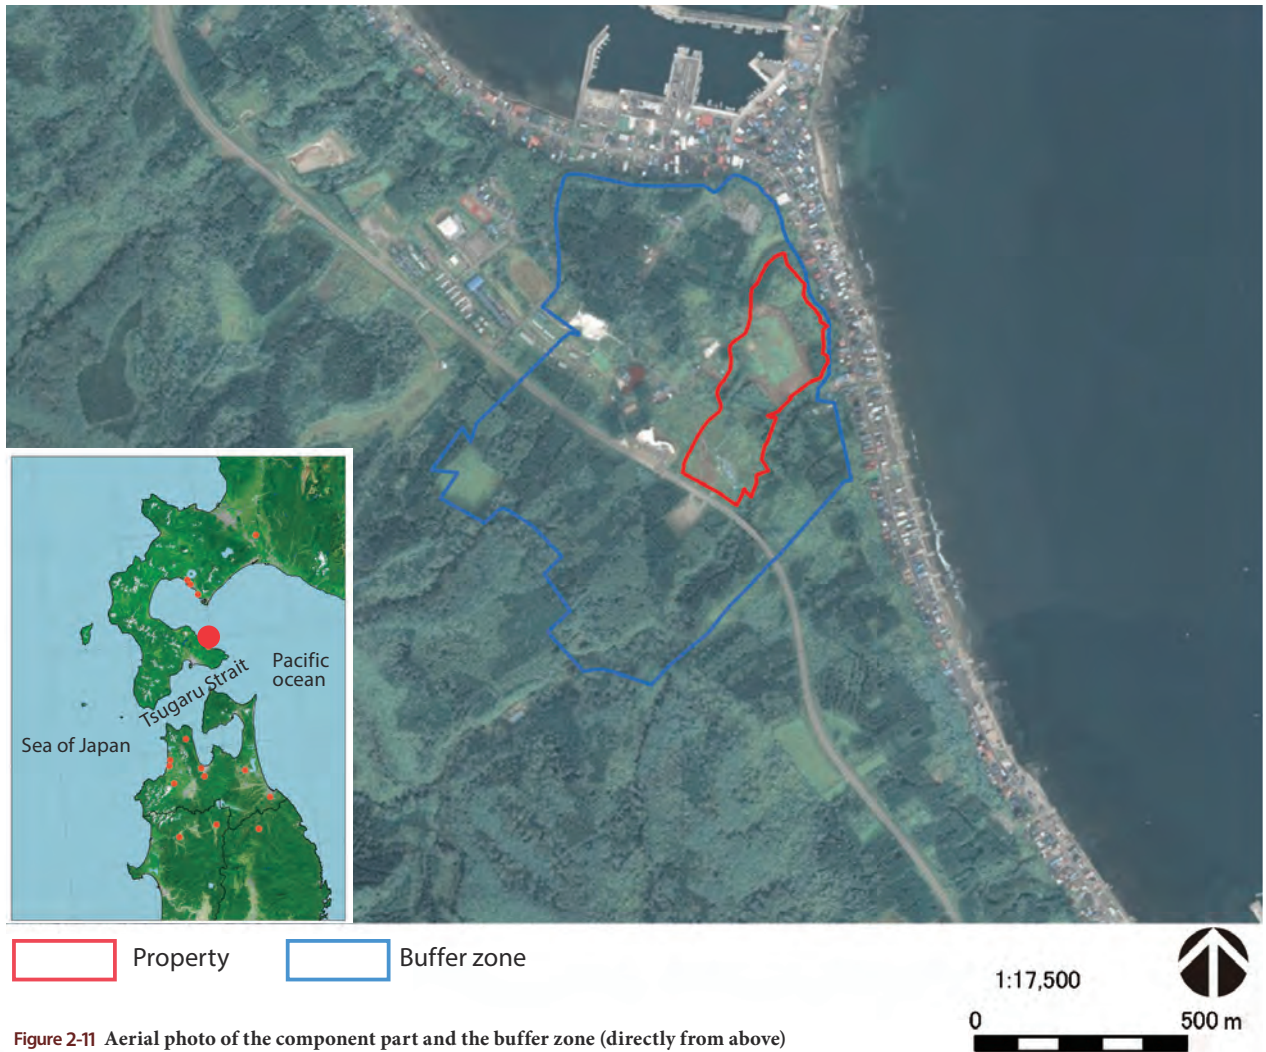 Pacific
ocean
Tsugaru Strait
Sea of Japan
Property
Buffer zone
1:17,500
0 500 m
Figure 2-11 Aerial photo of the component part and the buffer zone (directly from above)